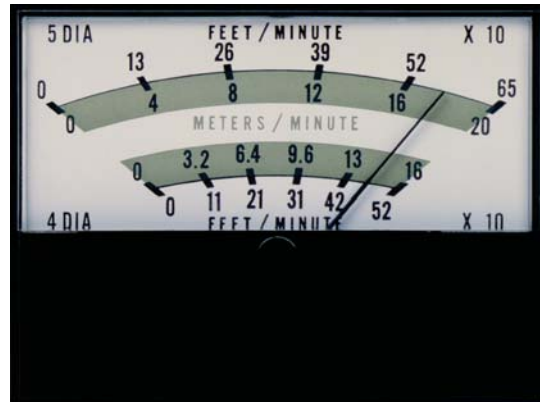 5 DIA FEET / MINUTE X 10
0 13 26 39 52 65
0 4 8 12 16 20
METERS / MINUTE
0 3.2 6.4 9.6 13 16
0 11 21 31 42 52
4 DIA FEET / MINUTE X 10